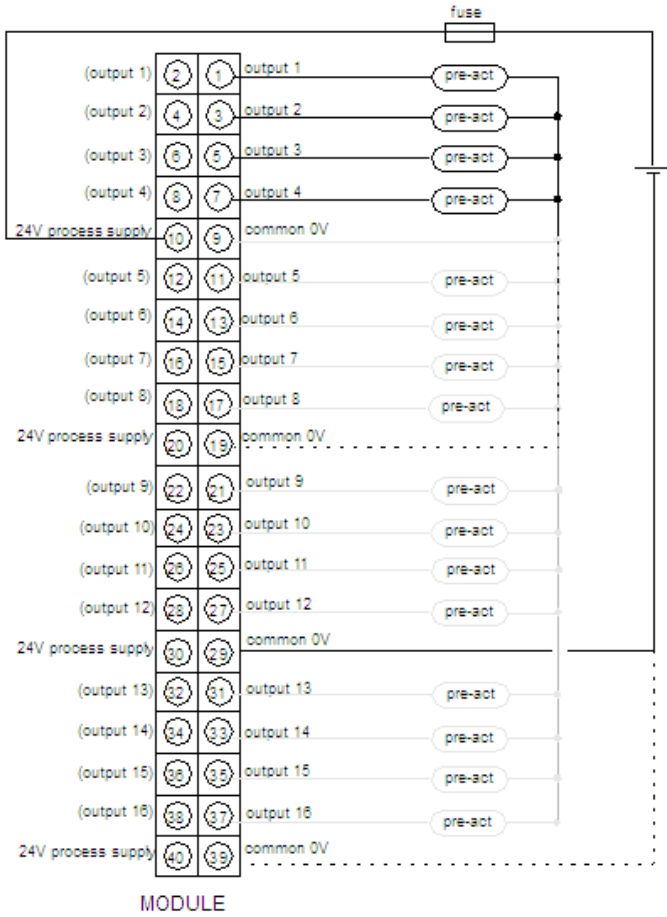 fuse
(output 1) 2 1 output 1 pre-act
(output 2) 4 3 output 2 pre-act
(output 3) 6 5 output 3 pre-act
(output 4) 8 7 output 4 pre-act
24V process supply 10 9 common 0V
(output 5) 12 11 output 5 pre-act
(output 6) 14 13 output 6 pre-act
(output 7) 16 15 output 7 pre-act
(output 8) 18 17 output 8 pre-act
24V process supply 20 19 common 0V
(output 9) 22 21 output 9 pre-act
(output 10) 24 23 output 10 pre-act
(output 11) 26 25 output 11 pre-act
(output 12) 28 27 output 12 pre-act
24V process supply 30 29 common 0V
(output 13) 32 31 output 13 pre-act
(output 14) 34 33 output 14 pre-act
(output 15) 36 35 output 15 pre-act
(output 16) 38 37 output 16 pre-act
24V process supply 40 39 common 0V
MODULE